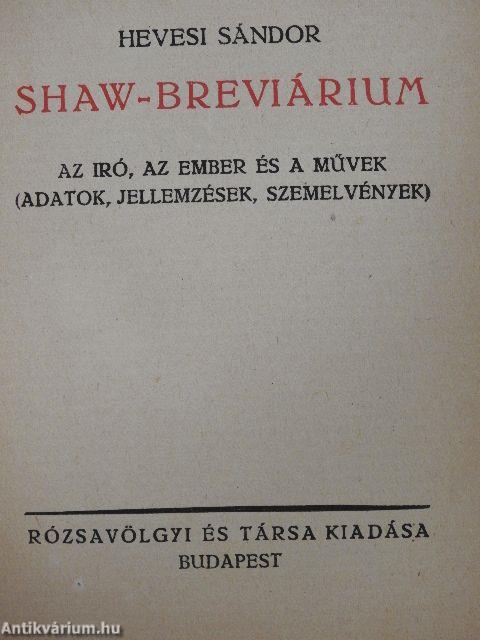 HEVESI SÁNDOR
SHAW-BREVIÁRIUM
AZ IRÓ, AZ EMBER ÉS A MŰVEK
(ADATOK, JELLEMZÉSEK, SZEMELVÉNYEK)
RÓZSAVÖLGYI ÉS TÁRSA KIADÁSA
BUDAPEST
Antikvárium.hu